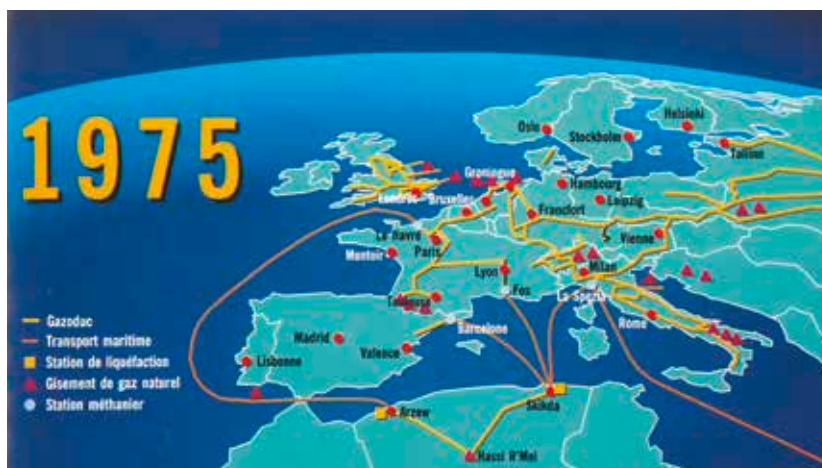 1975
Oslo
Stockholm
Helsinki
Tallinn
Groningue
Hambourg
Londres
Bruxelles
Leipzig
Francfort
Le Havre
Paris
Vienne
Montoir
Lyon
Milan
Fos
Toulouse
La Spezia
Rome
Barcelone
Madrid
Valence
Lisbonne
Arzew
Skikda
Hassi R'Mel
Gazoduc
Transport maritime
Station de liquéfaction
Gisement de gaz naturel
Station méthanier